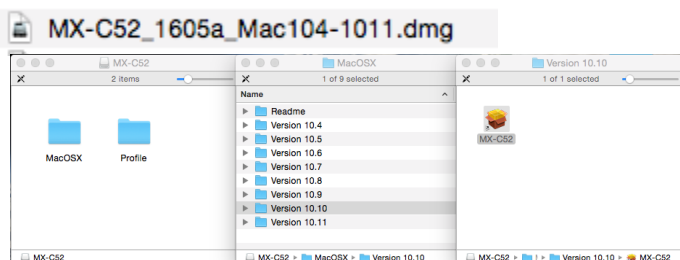 MX-C52_1605a_Mac104-1011.dmg
MX-C52
2 items
MacOSX
Profile
MX-C52
MacOSX
1 of 9 selected
Name
Readme
Version 10.4
Version 10.5
Version 10.6
Version 10.7
Version 10.8
Version 10.9
Version 10.10
Version 10.11
MX-C52 ▸ MacOSX ▸ Version 10.10
Version 10.10
1 of 1 selected
MX-C52
MX-C52 ▸ ! ▸ Version 10.10 ▸ MX-C52